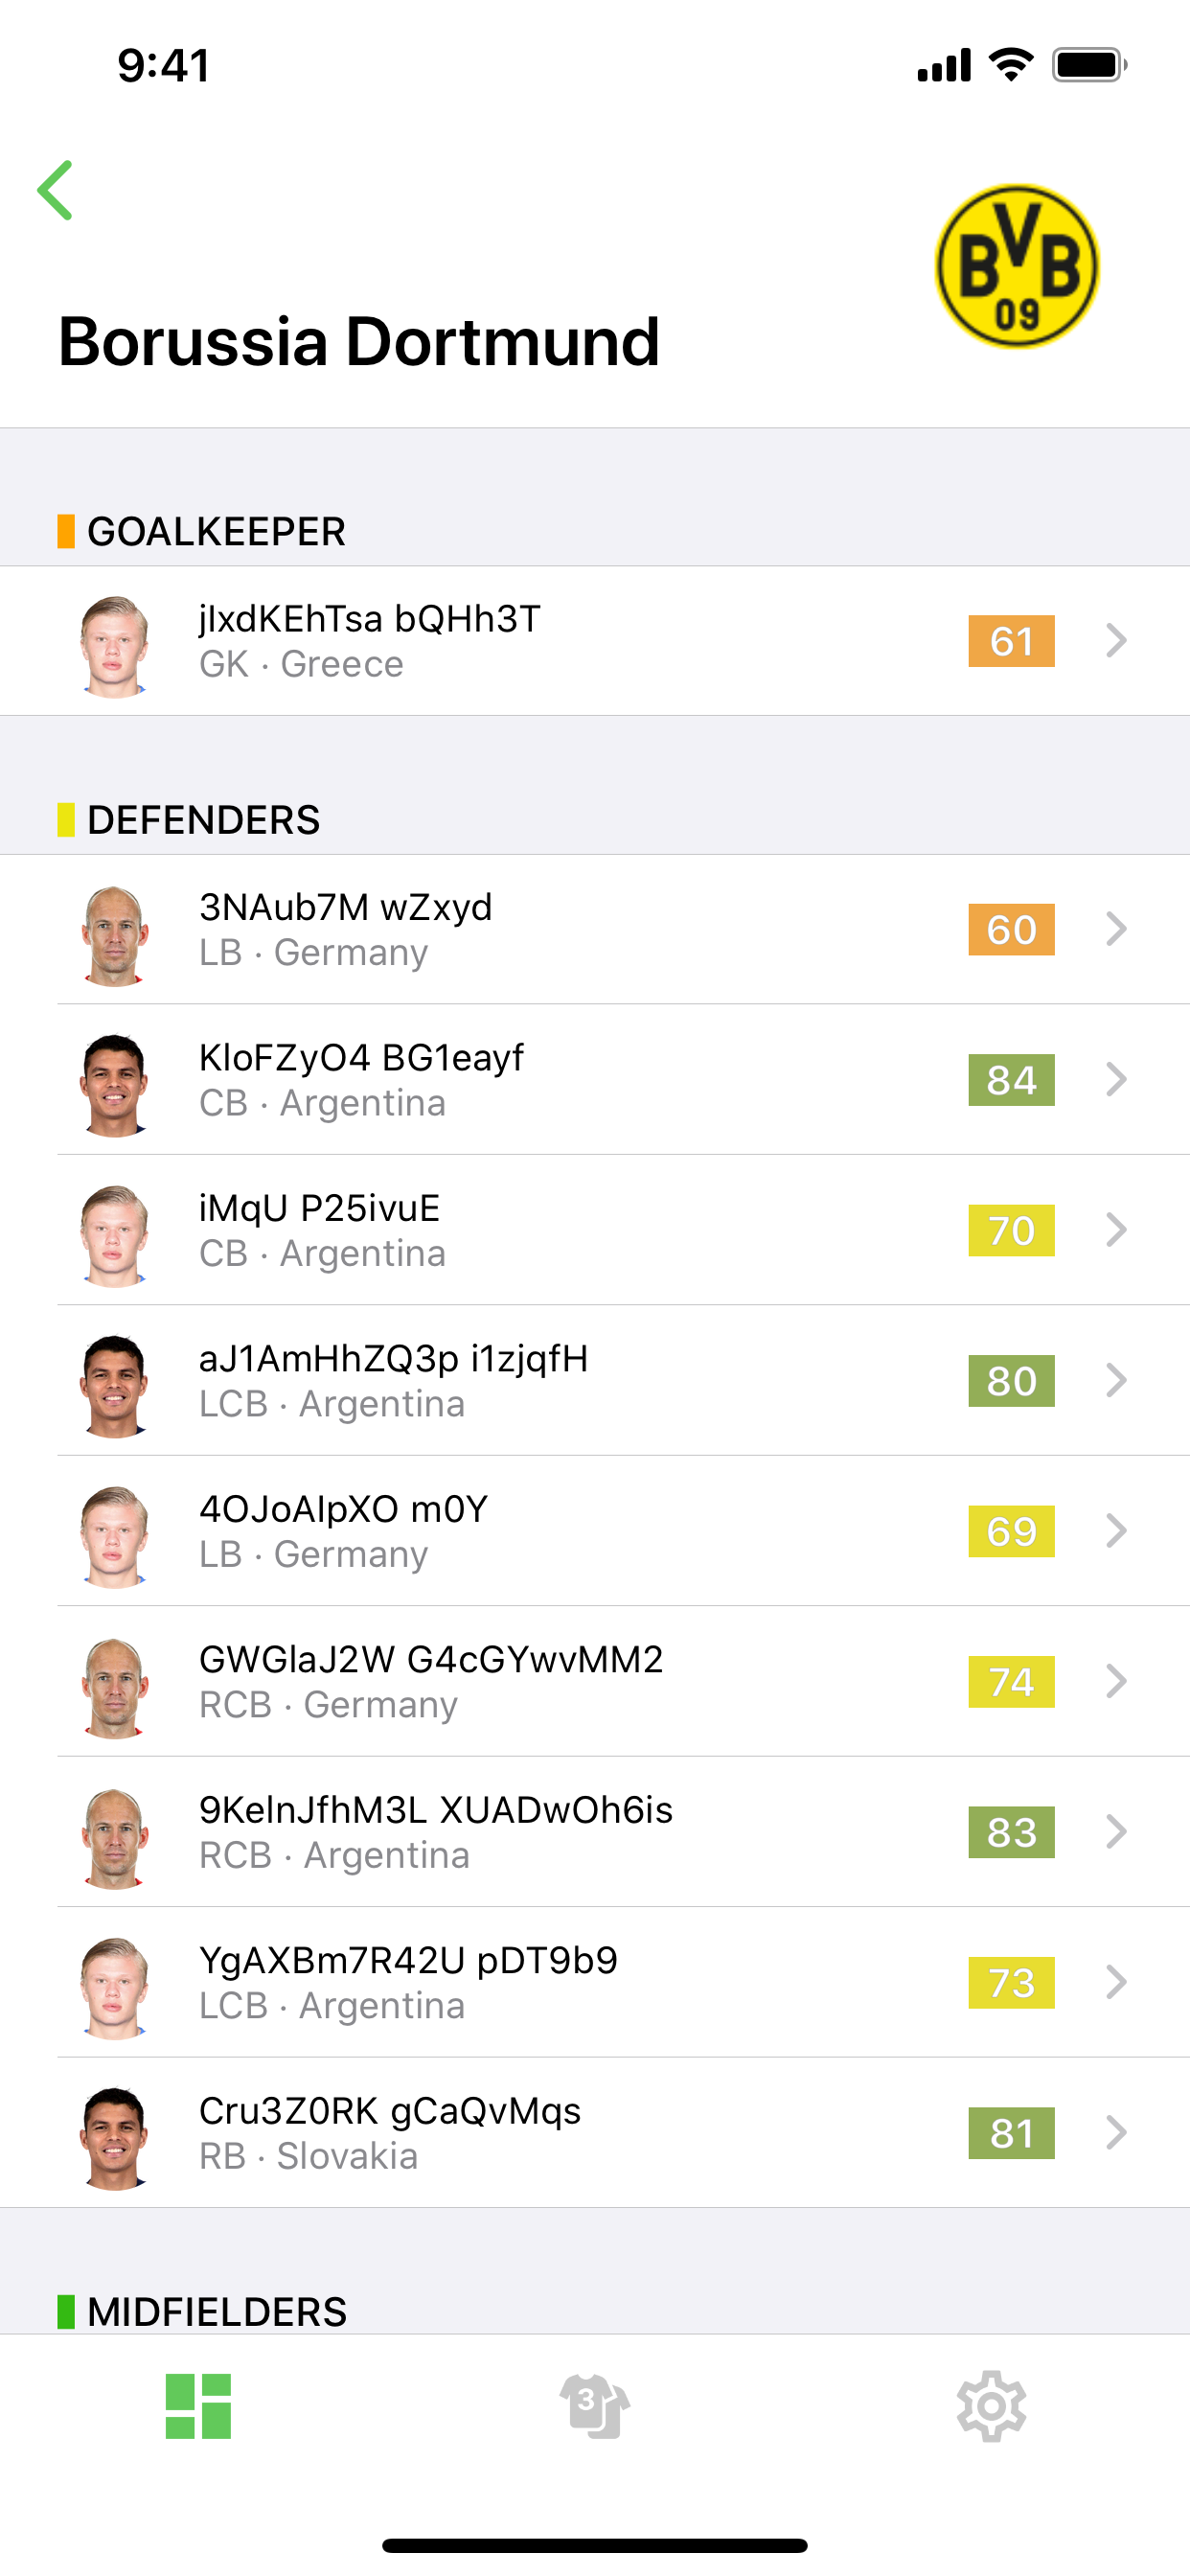 9:41
BVB
09
Borussia Dortmund
GOALKEEPER
jIxdKEhTsa bQHh3T
GK · Greece
61
DEFENDERS
3NAub7M wZxyd
LB · Germany
60
KloFZyO4 BG1eayf
CB · Argentina
84
iMqU P25ivuE
CB · Argentina
70
aJ1AmHhZQ3p i1zjqfH
LCB · Argentina
80
4OJoAlpXO m0Y
LB · Germany
69
GWGlaJ2W G4cGYwvMM2
RCB · Germany
74
9KelnJfhM3L XUADwOh6is
RCB · Argentina
83
YgAXBm7R42U pDT9b9
LCB · Argentina
73
Cru3Z0RK gCaQvMqs
RB · Slovakia
81
MIDFIELDERS
3